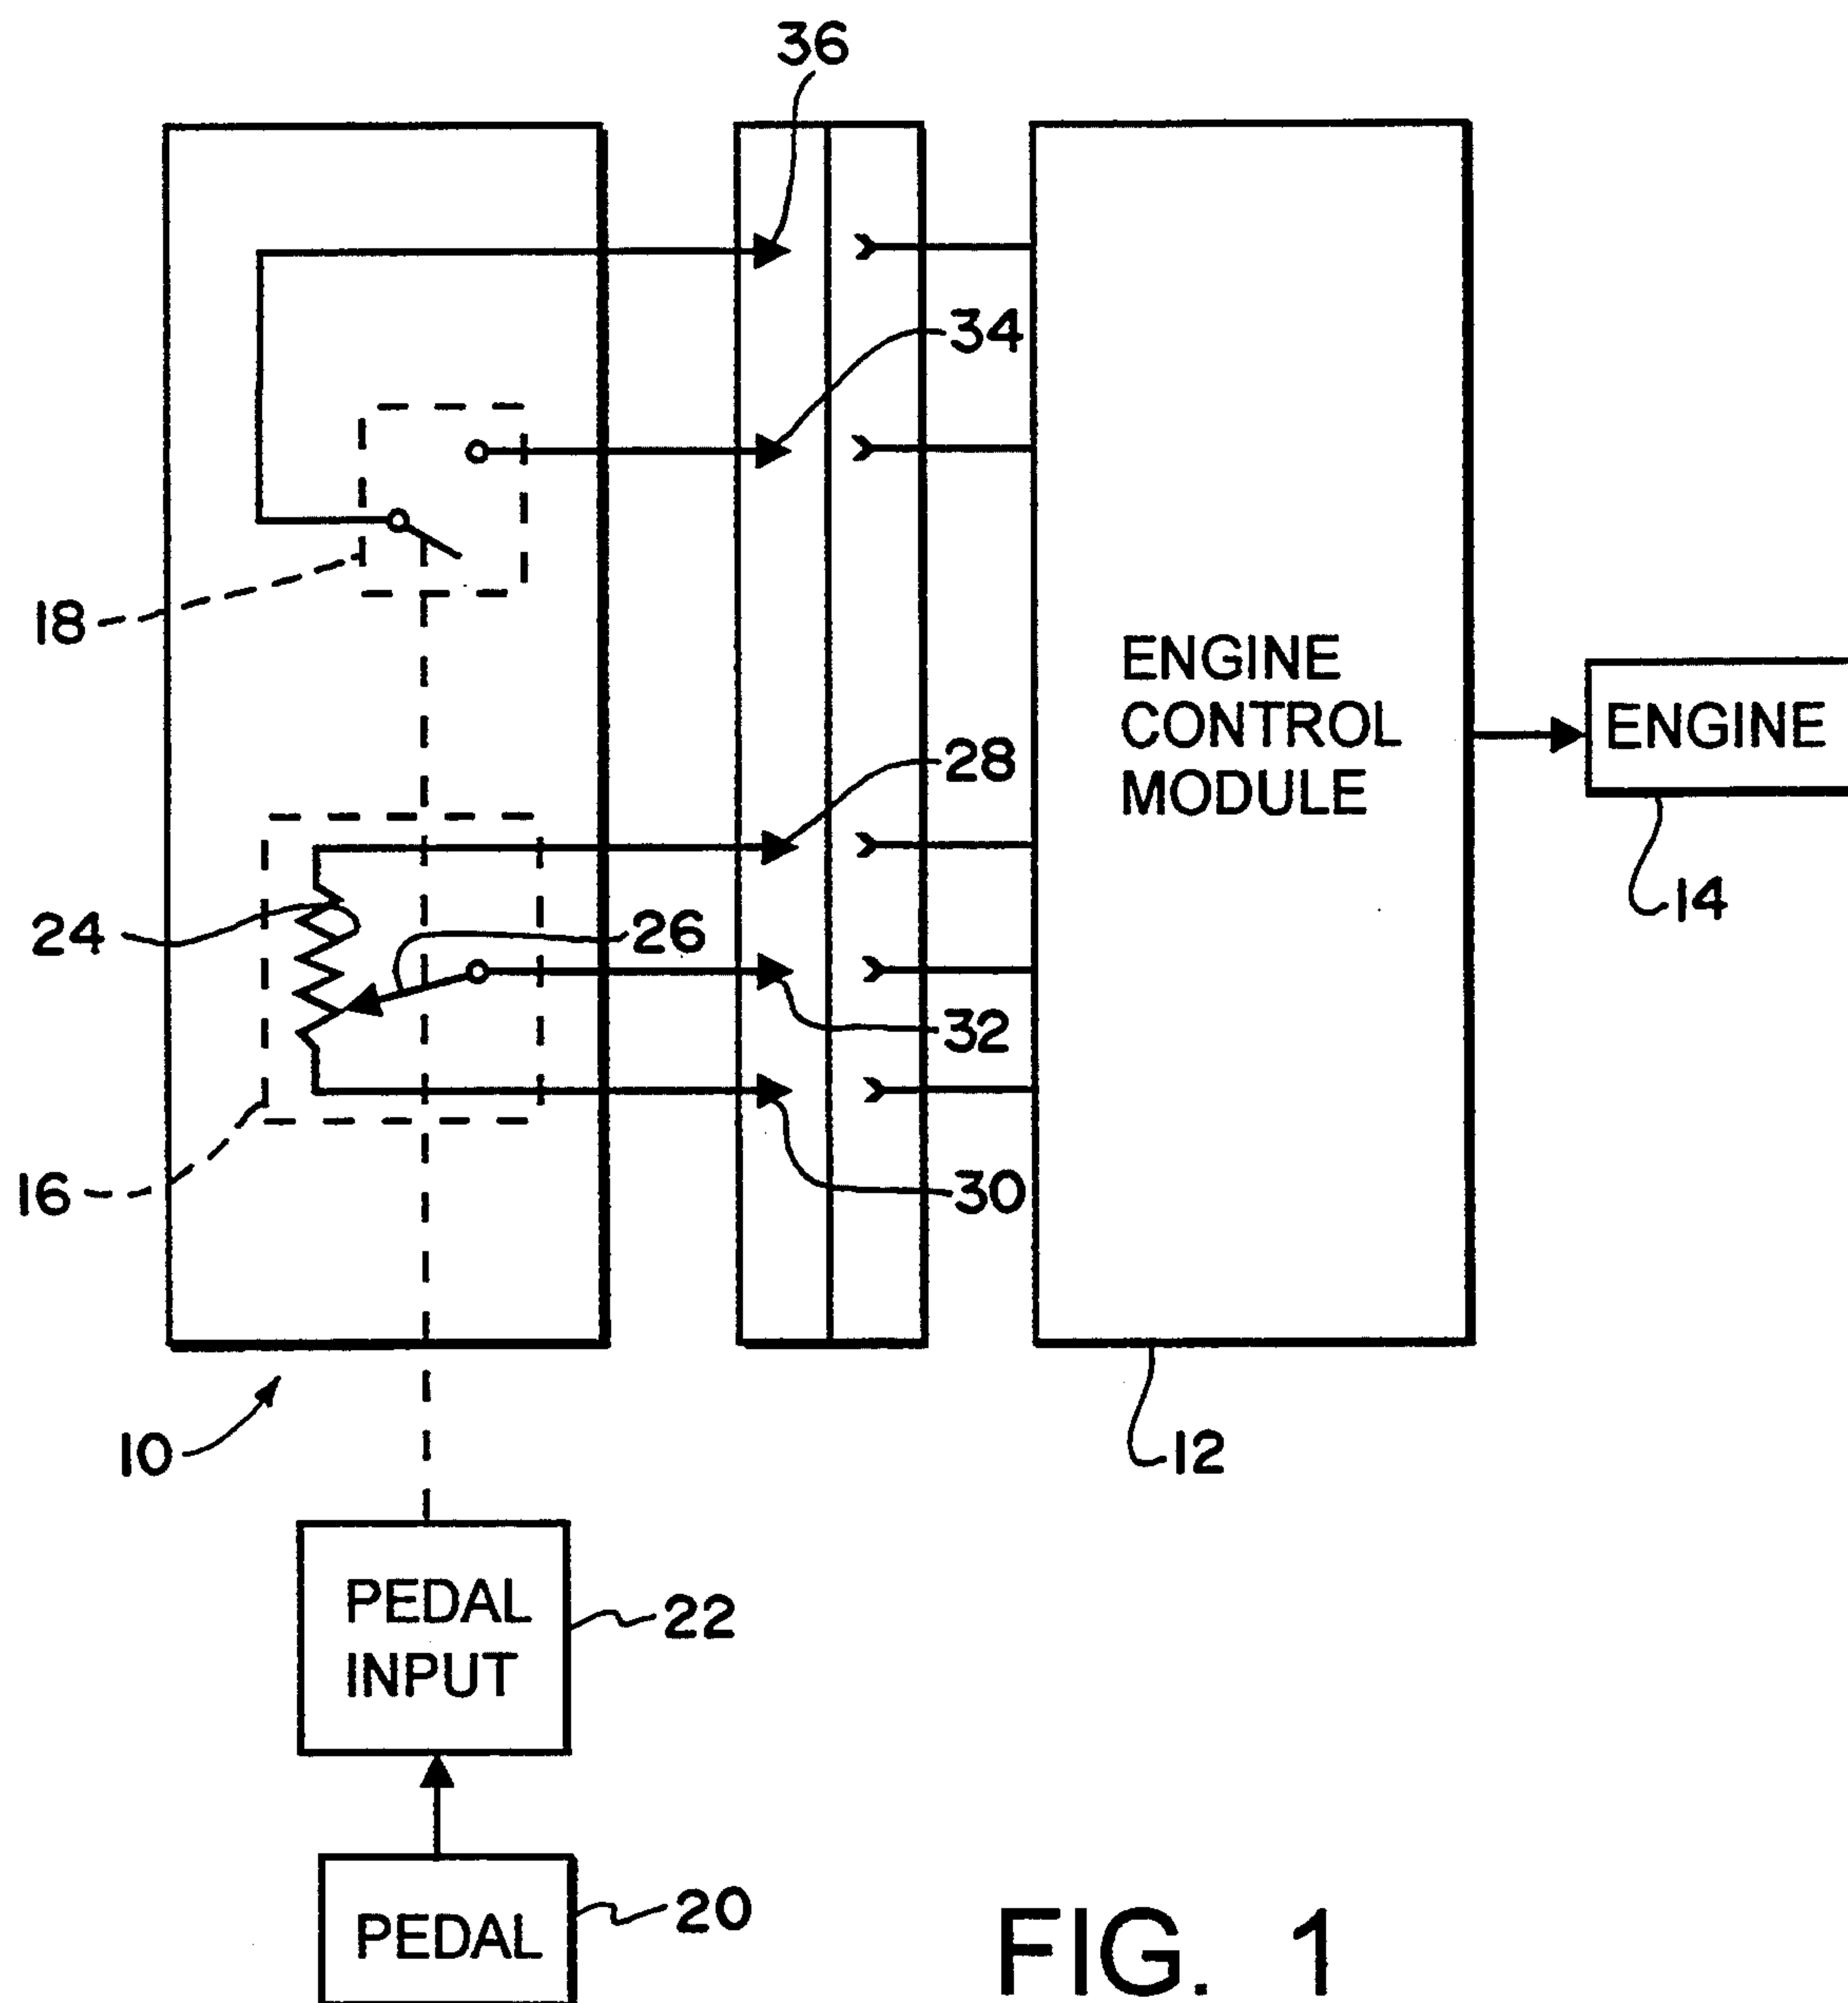 36
34
18
ENGINE
CONTROL
MODULE
ENGINE
28
14
24
26
32
16
30
10
12
PEDAL
INPUT
22
PEDAL
20
FIG. 1